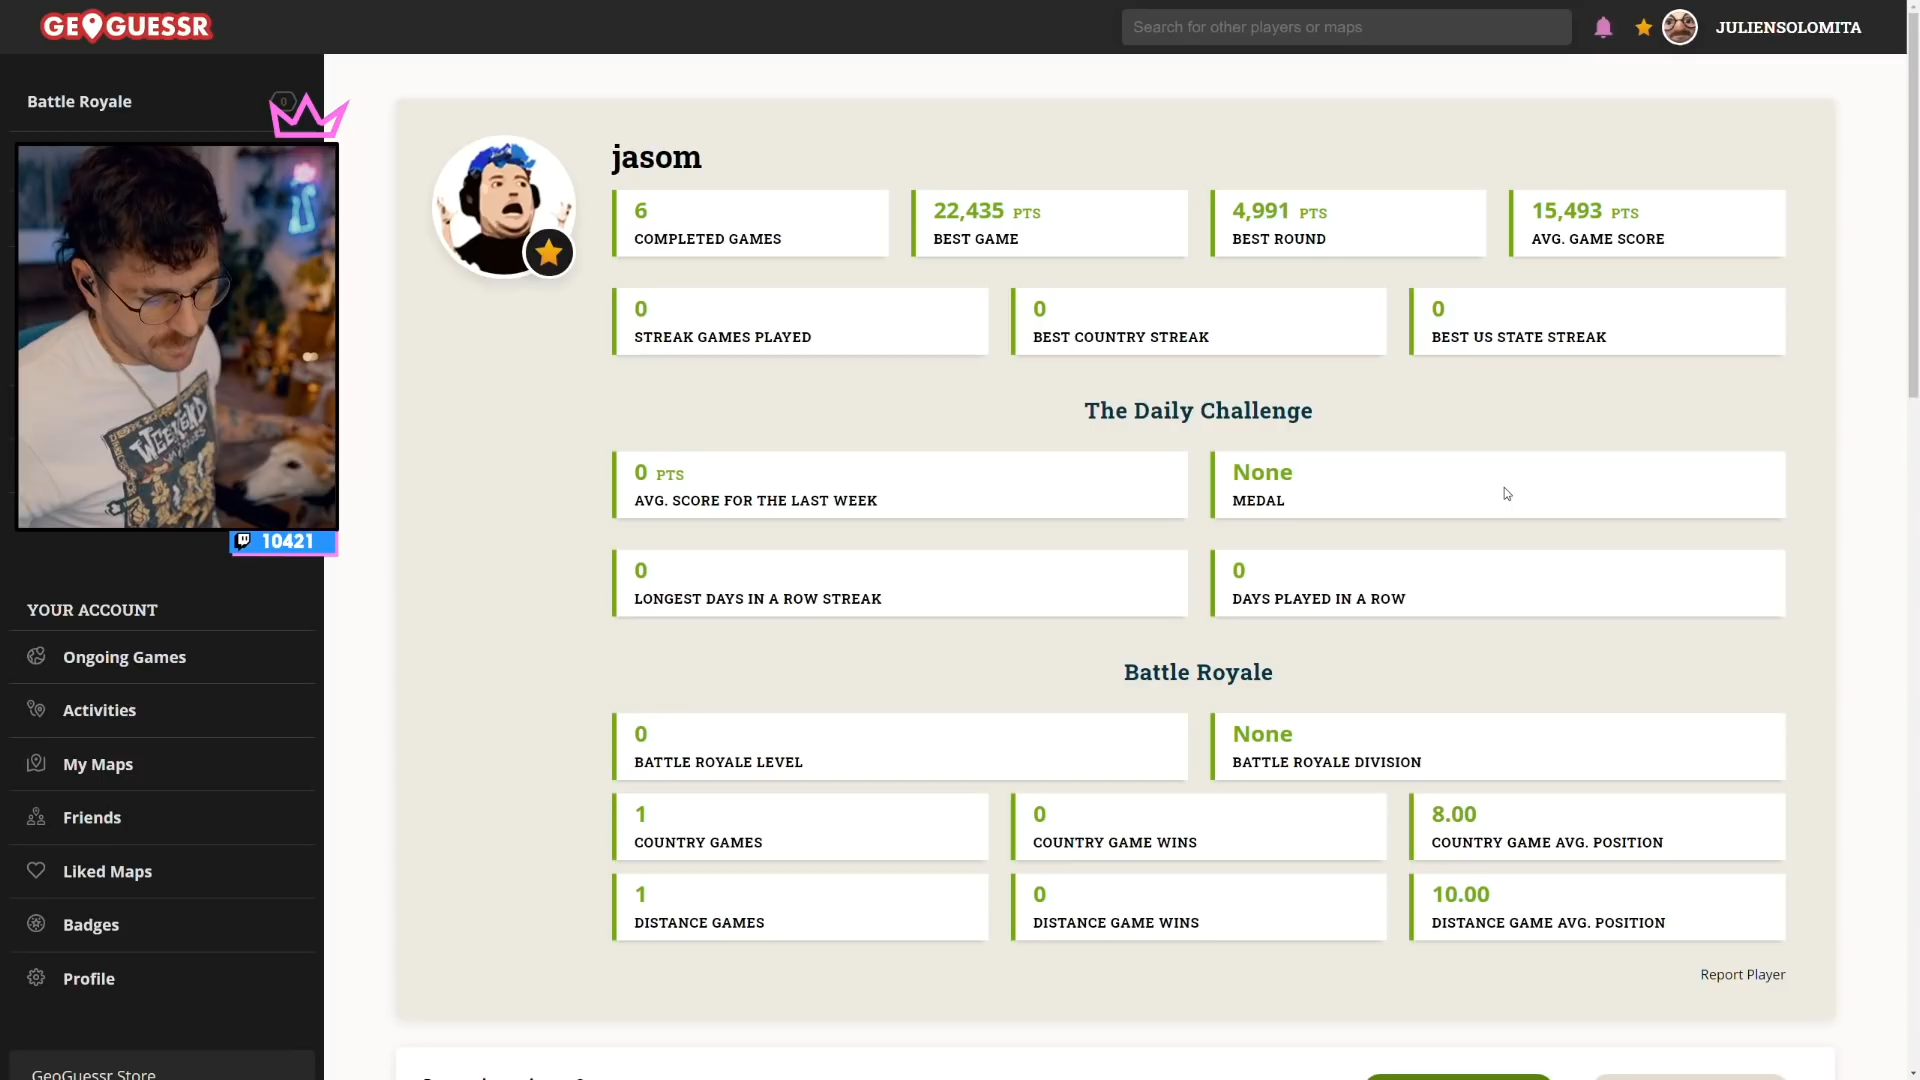 GEOGUESSR
Search for other players or maps
JULIENSOLOMITA
Battle Royale
0
jasom
6
COMPLETED GAMES
22,435 PTS
BEST GAME
4,991 PTS
BEST ROUND
15,493 PTS
AVG. GAME SCORE
0
STREAK GAMES PLAYED
0
BEST COUNTRY STREAK
0
BEST US STATE STREAK
The Daily Challenge
0 PTS
AVG. SCORE FOR THE LAST WEEK
None
MEDAL
0
LONGEST DAYS IN A ROW STREAK
0
DAYS PLAYED IN A ROW
Battle Royale
0
BATTLE ROYALE LEVEL
None
BATTLE ROYALE DIVISION
1
COUNTRY GAMES
0
COUNTRY GAME WINS
8.00
COUNTRY GAME AVG. POSITION
1
DISTANCE GAMES
0
DISTANCE GAME WINS
10.00
DISTANCE GAME AVG. POSITION
Report Player
WEEKEND
10421
YOUR ACCOUNT
Ongoing Games
Activities
My Maps
Friends
Liked Maps
Badges
Profile
GeoGuessr Store